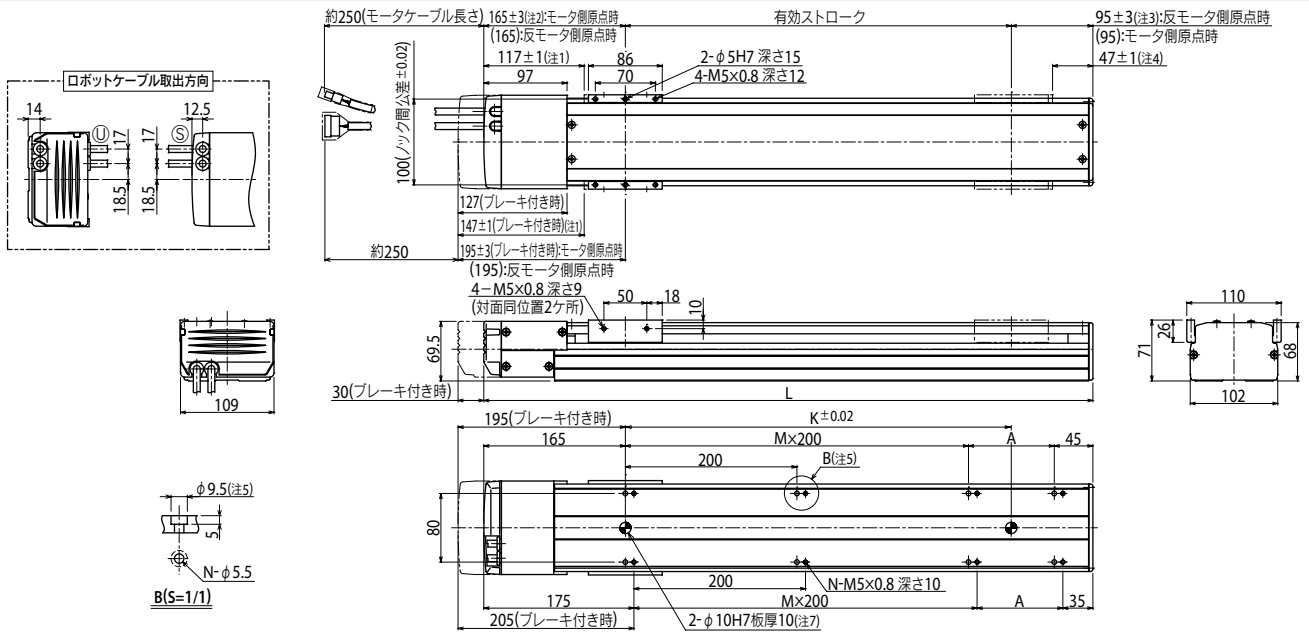 約250(モータケーブル長さ)
165±3(注2):モータ側原点時
有効ストローク
95±3(注3):反モータ側原点時
(165):反モータ側原点時
(95):モータ側原点時
117±1(注1)
86
2-φ5H7 深さ15
47±1(注4)
97
70
4-M5×0.8 深さ12
ロボットケーブル取出方向
14
12.5
Ⓤ
17
17
Ⓢ
18.5
18.5
100(ノック間公差±0.02)
127(ブレーキ付き時)
147±1(ブレーキ付き時)(注1)
約250
195±3(ブレーキ付き時):モータ側原点時
(195):反モータ側原点時
4-M5×0.8 深さ9
(対面同位置2ケ所)
50
18
10
110
26
71
68
102
69.5
109
30(ブレーキ付き時)
L
195(ブレーキ付き時)
K±0.02
165
M×200
A
45
200
B(注5)
φ9.5(注5)
5
80
N-φ5.5
B(S=1/1)
200
N-M5×0.8 深さ10
175
M×200
A
35
205(ブレーキ付き時)
2-φ10H7板厚10(注7)